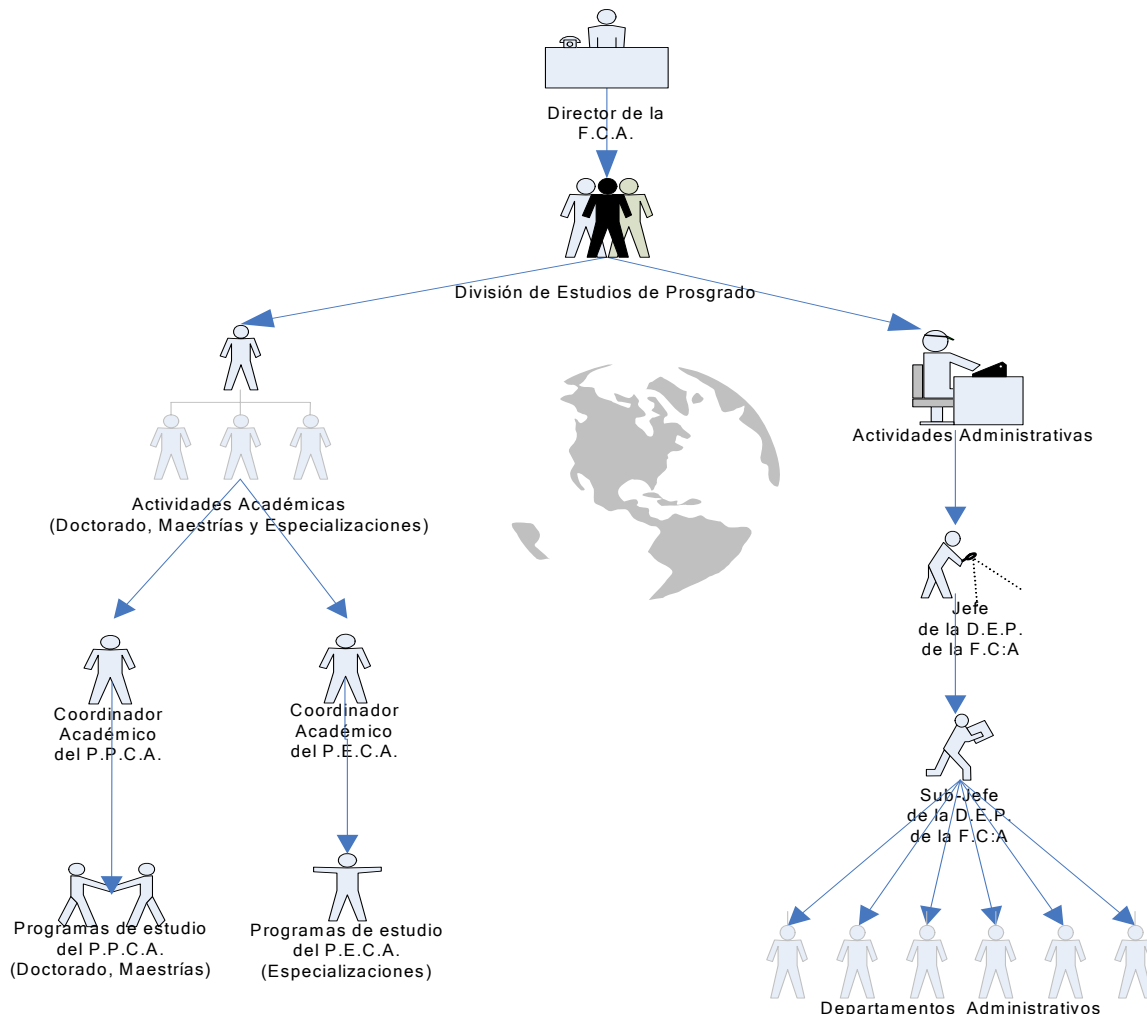 Director de la
F.C.A.
División de Estudios de Prosgrado
Actividades Administrativas
Actividades Académicas
(Doctorado, Maestrías y Especializaciones)
Jefe
de la D.E.P.
de la F.C:A
Coordinador
Académico
del P.P.C.A.
Coordinador
Académico
del P.E.C.A.
Sub-Jefe
de la D.E.P.
de la F.C:A
Programas de estudio
del P.P.C.A.
(Doctorado, Maestrías)
Programas de estudio
del P.E.C.A.
(Especializaciones)
Departamentos Administrativos